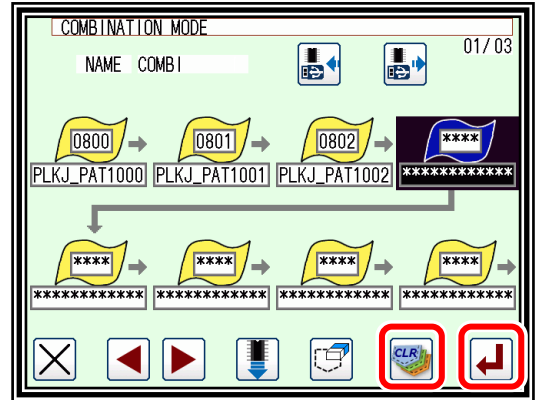 COMBINATION MODE
01/03
NAME COMBI
0800 0801 0802 ****
PLKJ_PAT1000 PLKJ_PAT1001 PLKJ_PAT1002 ************
**** **** **** ****
************ ************ ************ ************
CLR